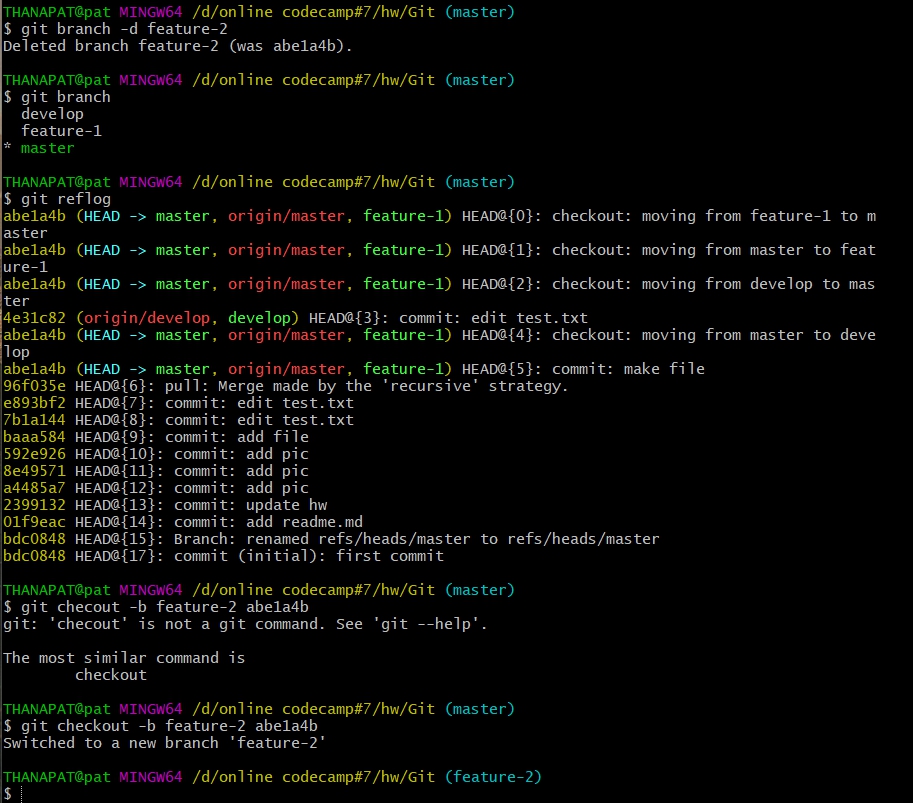 THANAPAT@pat MINGW64 /d/online codecamp#7/hw/Git (master)
$ git branch -d feature-2
Deleted branch feature-2 (was abe1a4b).
THANAPAT@pat MINGW64 /d/online codecamp#7/hw/Git (master)
$ git branch
  develop
  feature-1
* master
THANAPAT@pat MINGW64 /d/online codecamp#7/hw/Git (master)
$ git reflog
abe1a4b (HEAD -> master, origin/master, feature-1) HEAD@{0}: checkout: moving from feature-1 to m
aster
abe1a4b (HEAD -> master, origin/master, feature-1) HEAD@{1}: checkout: moving from master to feat
ure-1
abe1a4b (HEAD -> master, origin/master, feature-1) HEAD@{2}: checkout: moving from develop to mas
ter
4e31c82 (origin/develop, develop) HEAD@{3}: commit: edit test.txt
abe1a4b (HEAD -> master, origin/master, feature-1) HEAD@{4}: checkout: moving from master to deve
lop
abe1a4b (HEAD -> master, origin/master, feature-1) HEAD@{5}: commit: make file
96f035e HEAD@{6}: pull: Merge made by the 'recursive' strategy.
e893bf2 HEAD@{7}: commit: edit test.txt
7b1a144 HEAD@{8}: commit: edit test.txt
baaa584 HEAD@{9}: commit: add file
592e926 HEAD@{10}: commit: add pic
8e49571 HEAD@{11}: commit: add pic
a4485a7 HEAD@{12}: commit: add pic
2399132 HEAD@{13}: commit: update hw
01f9eac HEAD@{14}: commit: add readme.md
bdc0848 HEAD@{15}: Branch: renamed refs/heads/master to refs/heads/master
bdc0848 HEAD@{17}: commit (initial): first commit
THANAPAT@pat MINGW64 /d/online codecamp#7/hw/Git (master)
$ git checout -b feature-2 abe1a4b
git: 'checout' is not a git command. See 'git --help'.
The most similar command is
        checkout
THANAPAT@pat MINGW64 /d/online codecamp#7/hw/Git (master)
$ git checkout -b feature-2 abe1a4b
Switched to a new branch 'feature-2'
THANAPAT@pat MINGW64 /d/online codecamp#7/hw/Git (feature-2)
$